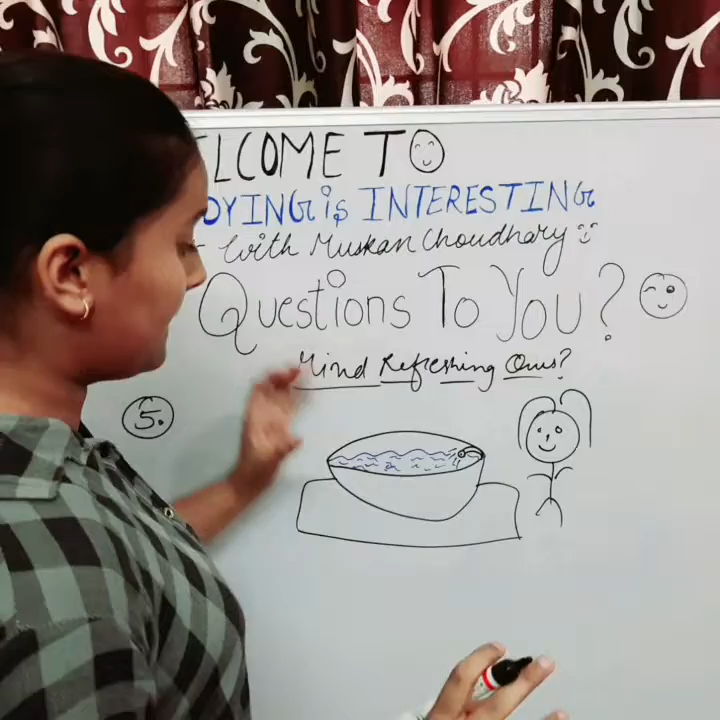 LCOME TO
DYING is INTERESTING
- With Muskan Choudhary
Questions To You?
Mind Refreshing Ques?
5.